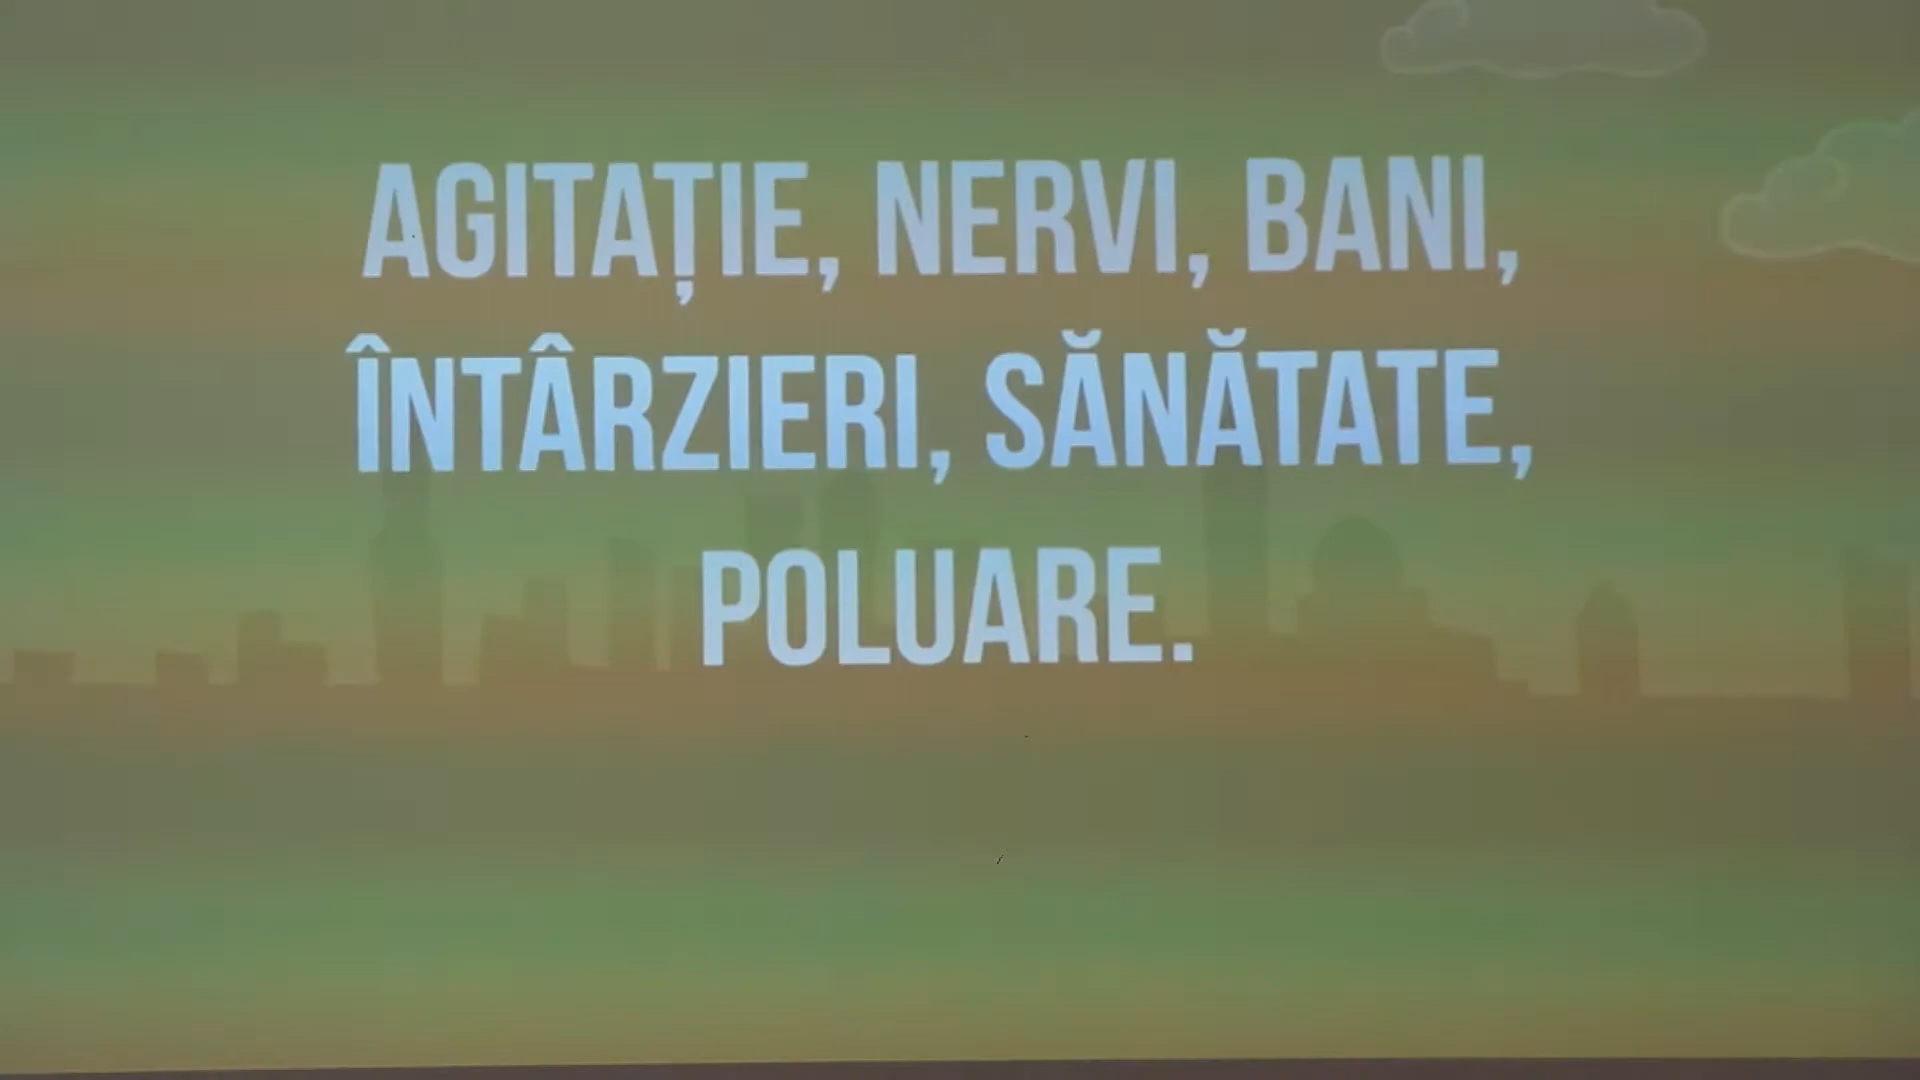 AGITAȚIE, NERVI, BANI,
ÎNTÂRZIERI, SĂNĂTATE,
POLUARE.